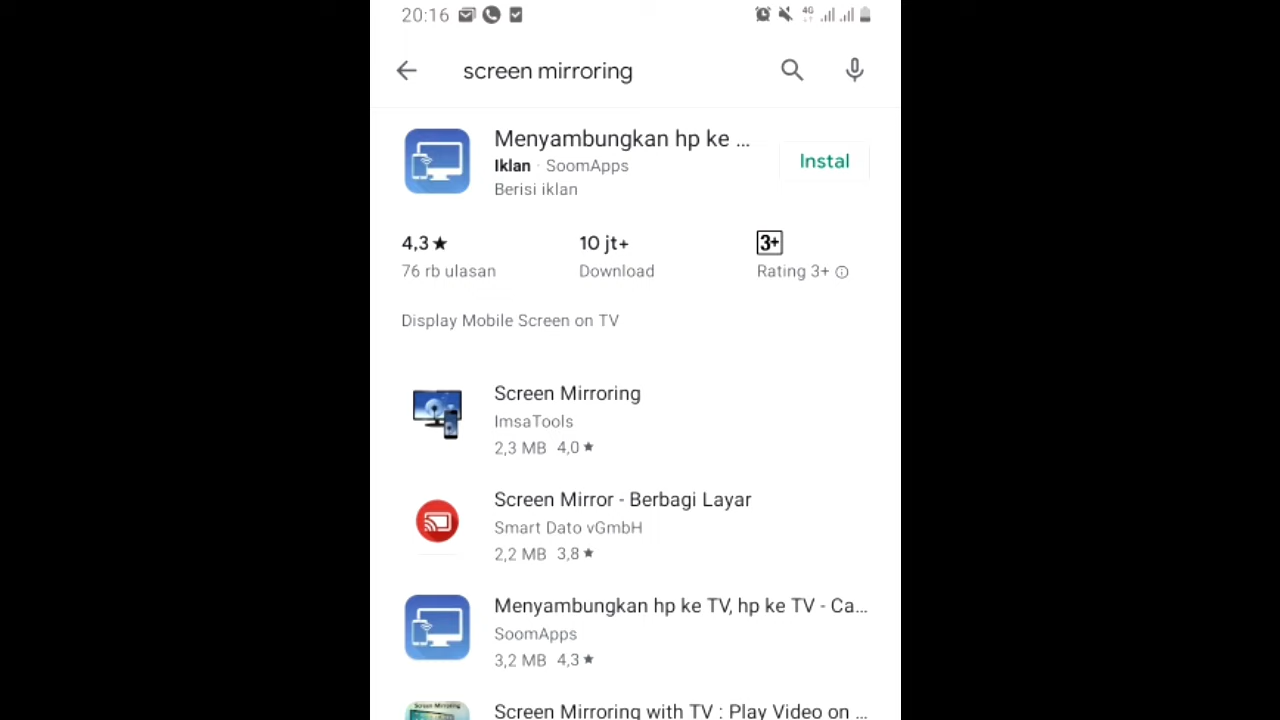 20:16 4G
screen mirroring
Menyambungkan hp ke ...
Iklan · SoomApps
Berisi iklan
Instal
4,3★ 10 jt+ 3+
76 rb ulasan Download Rating 3+
Display Mobile Screen on TV
Screen Mirroring
ImsaTools
2,3 MB 4,0★
Screen Mirror - Berbagi Layar
Smart Dato vGmbH
2,2 MB 3,8★
Menyambungkan hp ke TV, hp ke TV - Ca...
SoomApps
3,2 MB 4,3★
Screen Mirroring
Screen Mirroring with TV : Play Video on ...